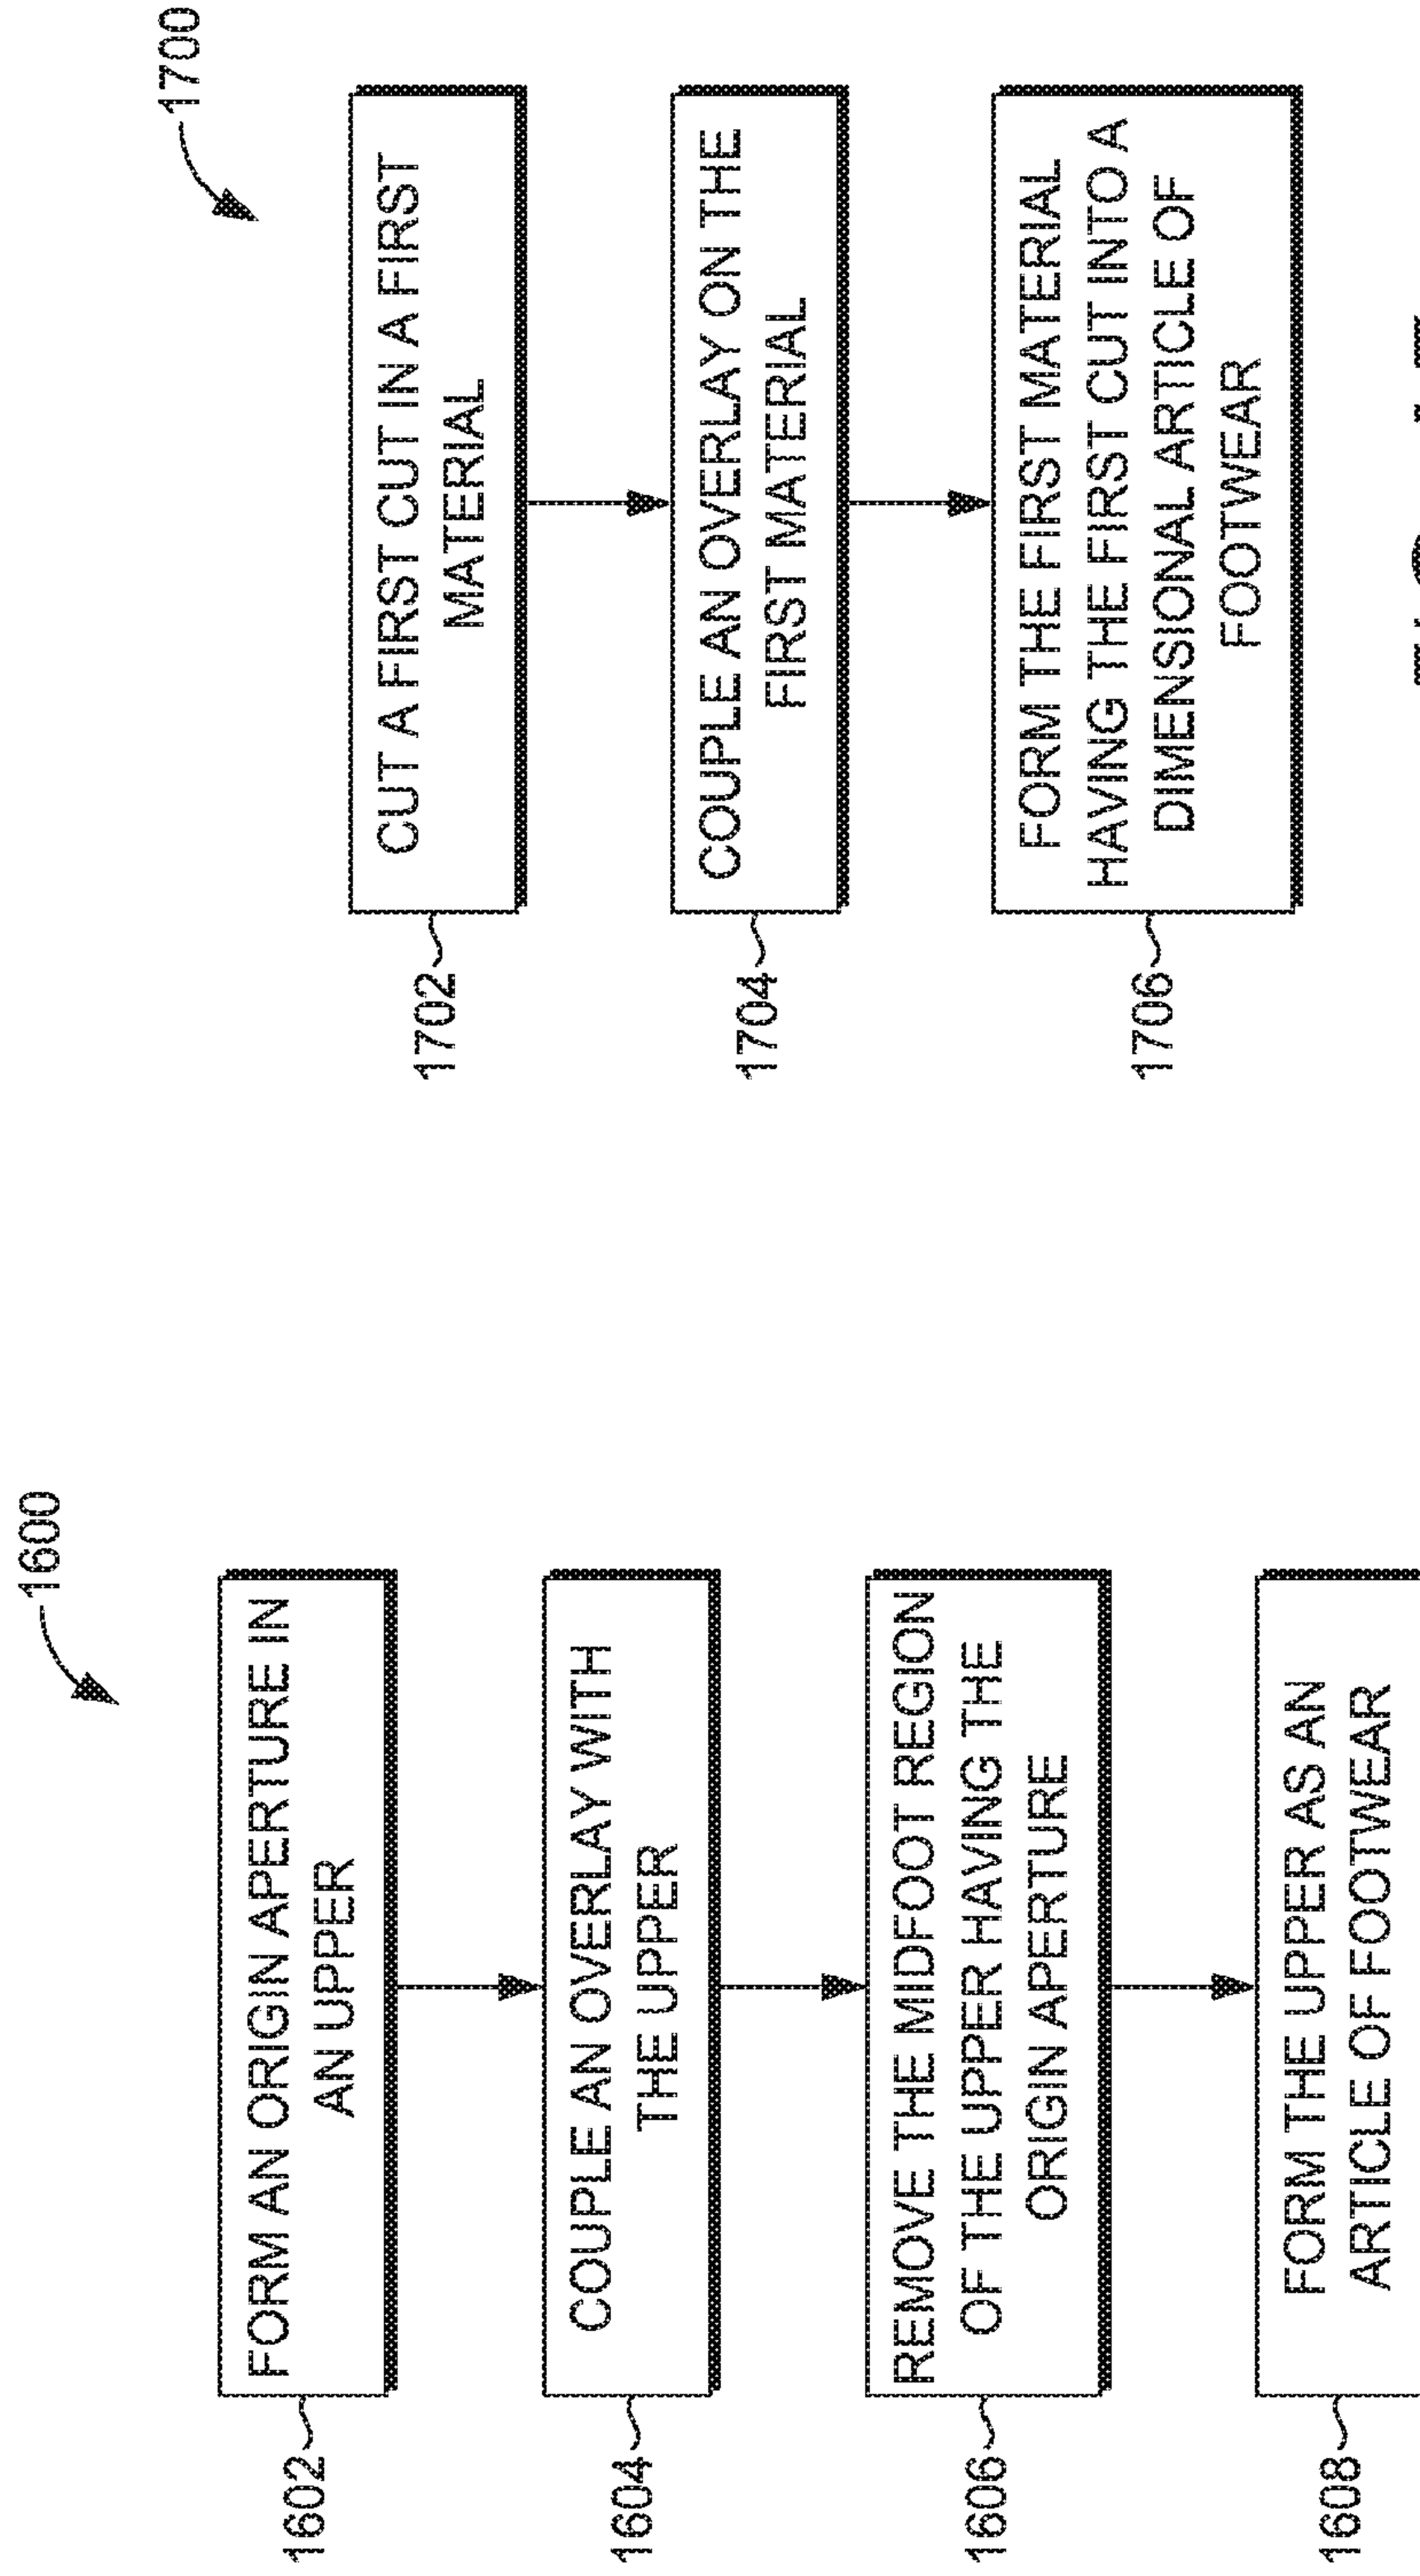 1600
1602
FORM AN ORIGIN APERTURE IN
AN UPPER
1604
COUPLE AN OVERLAY WITH
THE UPPER
1606
REMOVE THE MIDFOOT REGION
OF THE UPPER HAVING THE
ORIGIN APERTURE
1608
FORM THE UPPER AS AN
ARTICLE OF FOOTWEAR
1700
1702
CUT A FIRST CUT IN A FIRST
MATERIAL
1704
COUPLE AN OVERLAY ON THE
FIRST MATERIAL
1706
FORM THE FIRST MATERIAL
HAVING THE FIRST CUT INTO A
DIMENSIONAL ARTICLE OF
FOOTWEAR